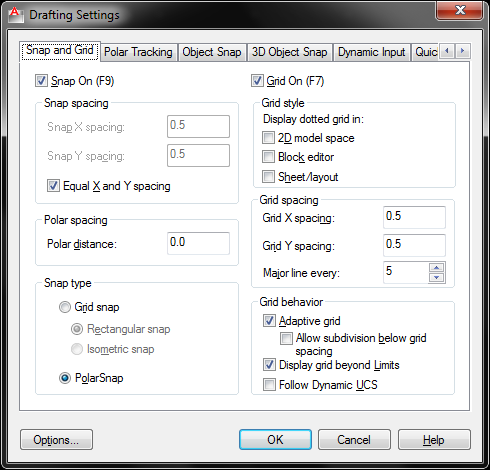 Drafting Settings
Snap and Grid Polar Tracking Object Snap 3D Object Snap Dynamic Input Quic
Snap On (F9)
Snap spacing
Snap X spacing: 0.5
Snap Y spacing: 0.5
Equal X and Y spacing
Polar spacing
Polar distance: 0.0
Snap type
Grid snap
Rectangular snap
Isometric snap
PolarSnap
Grid On (F7)
Grid style
Display dotted grid in:
2D model space
Block editor
Sheet/layout
Grid spacing
Grid X spacing: 0.5
Grid Y spacing: 0.5
Major line every: 5
Grid behavior
Adaptive grid
Allow subdivision below grid
spacing
Display grid beyond Limits
Follow Dynamic UCS
Options... OK Cancel Help